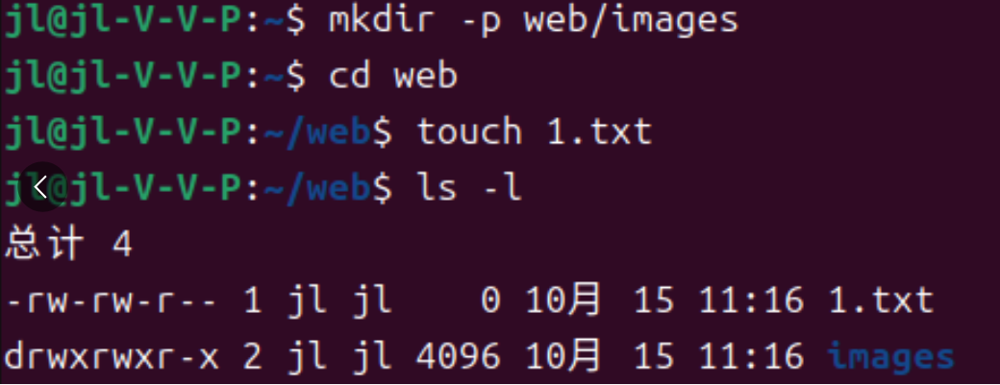 jl@jl-V-V-P:~$ mkdir -p web/images
jl@jl-V-V-P:~$ cd web
jl@jl-V-V-P:~/web$ touch 1.txt
jl@jl-V-V-P:~/web$ ls -l
总计 4
-rw-rw-r-- 1 jl jl    0 10月  15 11:16 1.txt
drwxrwxr-x 2 jl jl 4096 10月  15 11:16 images